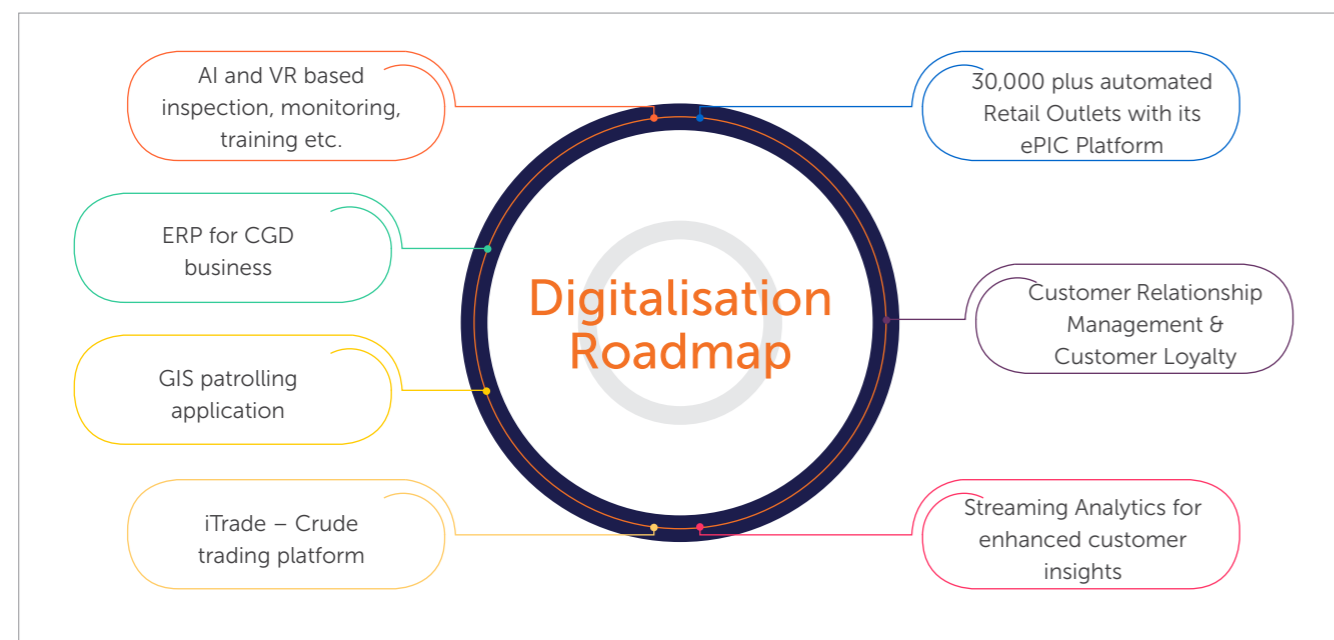 AI and VR based
inspection, monitoring,
training etc.
ERP for CGD
business
GIS patrolling
application
iTrade – Crude
trading platform
Digitalisation
Roadmap
30,000 plus automated
Retail Outlets with its
ePIC Platform
Customer Relationship
Management &
Customer Loyalty
Streaming Analytics for
enhanced customer
insights